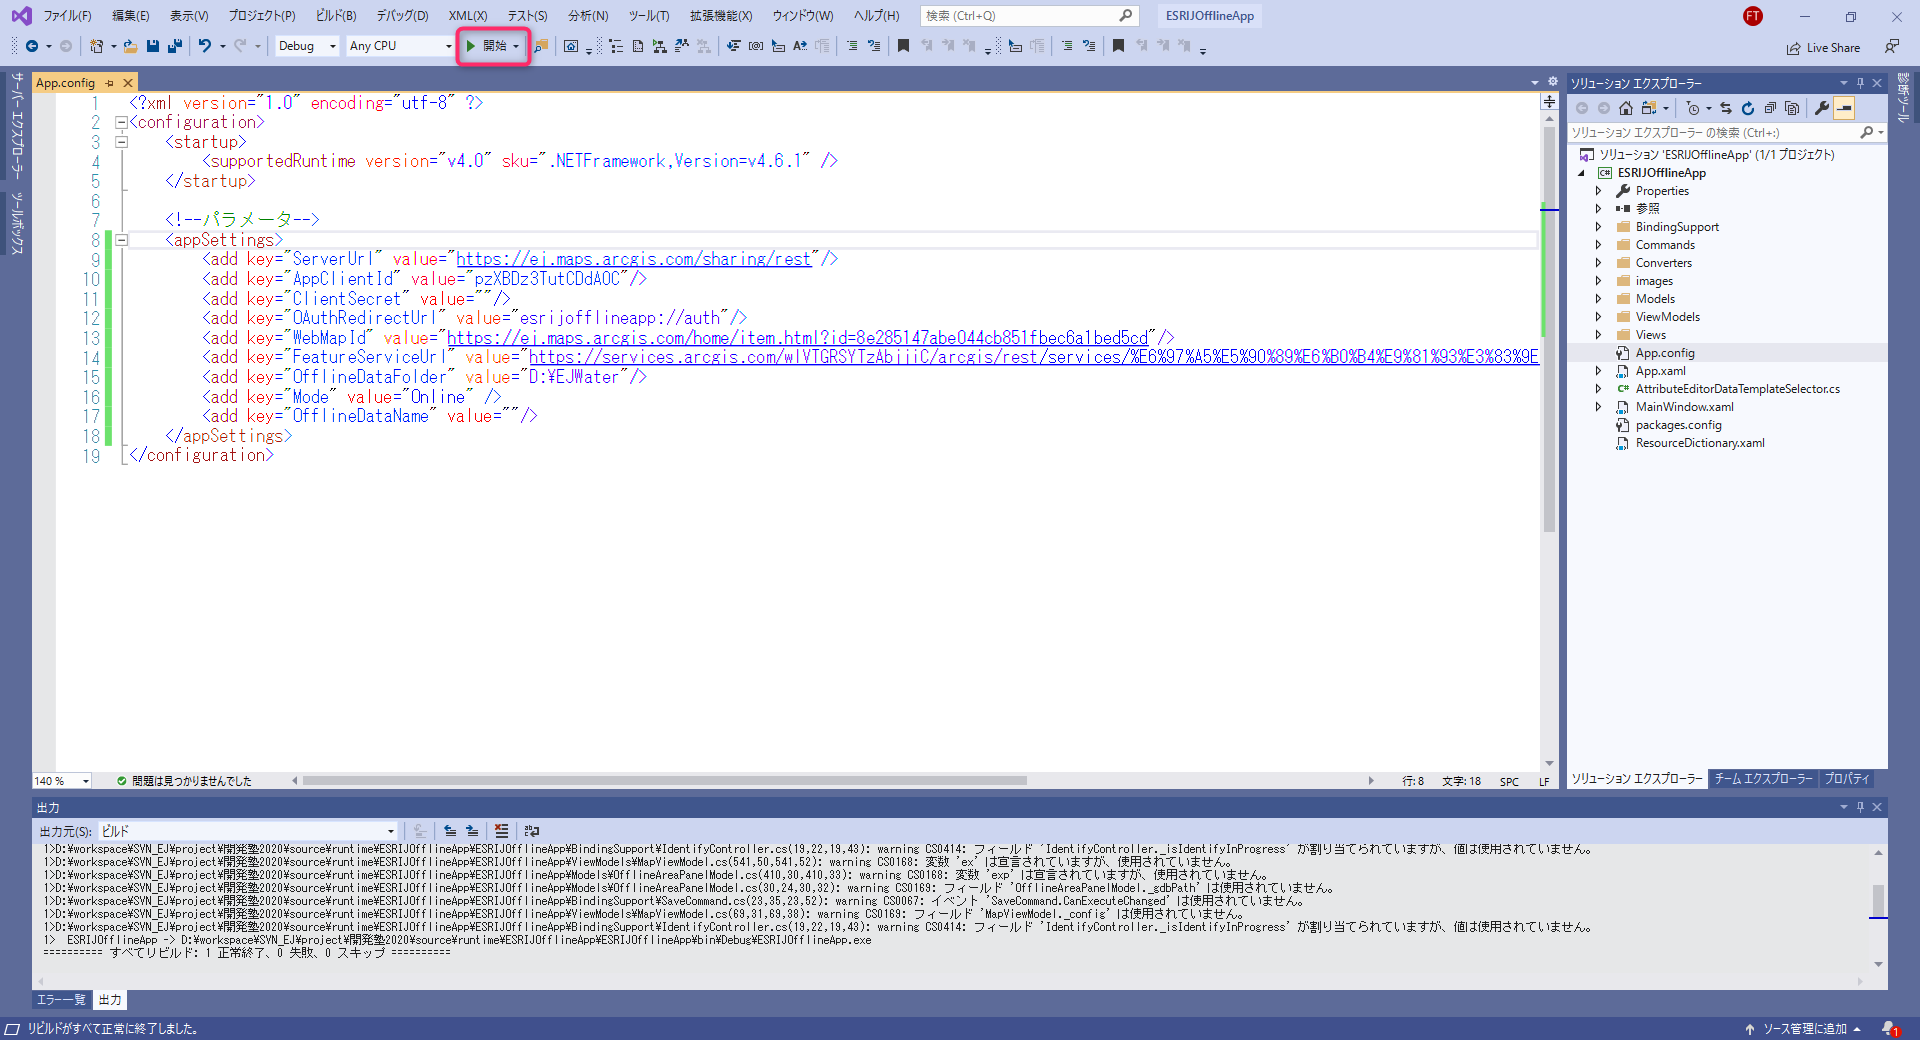 ファイル(F) 編集(E) 表示(V) プロジェクト(P) ビルド(B) デバッグ(D) XML(X) テスト(S) 分析(N) ツール(T) 拡張機能(X) ウィンドウ(W) ヘルプ(H) 検索 (Ctrl+Q) ESRIJOfflineApp FT
Debug Any CPU 開始 Live Share
サーバー エクスプローラー
ツールボックス
App.config
1 <?xml version="1.0" encoding="utf-8" ?>
2 <configuration>
3 <startup>
4 <supportedRuntime version="v4.0" sku=".NETFramework,Version=v4.6.1" />
5 </startup>
6
7 <!--パラメータ-->
8 <appSettings>
9 <add key="ServerUrl" value="https://ej.maps.arcgis.com/sharing/rest"/>
10 <add key="AppClientId" value="pzXBDz3TutCDdAOC"/>
11 <add key="ClientSecret" value=""/>
12 <add key="OAuthRedirectUrl" value="esrijofflineapp://auth"/>
13 <add key="WebMapId" value="https://ej.maps.arcgis.com/home/item.html?id=8e285147abe044cb851fbec6a1bed5cd"/>
14 <add key="FeatureServiceUrl" value="https://services.arcgis.com/wlVTGRSYTzAbjjiC/arcgis/rest/services/%E6%97%A5%E5%90%89%E6%B0%B4%E9%81%93%E3%83%9E
15 <add key="OfflineDataFolder" value="D:¥EJWater"/>
16 <add key="Mode" value="Online" />
17 <add key="OfflineDataName" value=""/>
18 </appSettings>
19 </configuration>
140 % 問題は見つかりませんでした 行: 8 文字: 18 SPC LF
ソリューション エクスプローラー
ソリューション エクスプローラー の検索 (Ctrl+:)
ソリューション 'ESRIJOfflineApp' (1/1 プロジェクト)
ESRIJOfflineApp
Properties
参照
BindingSupport
Commands
Converters
images
Models
ViewModels
Views
App.config
App.xaml
AttributeEditorDataTemplateSelector.cs
MainWindow.xaml
packages.config
ResourceDictionary.xaml
ソリューション エクスプローラー チーム エクスプローラー プロパティ
診断ツール
出力
出力元(S): ビルド
1>D:¥workspace¥SVN_EJ¥project¥開発塾2020¥source¥runtime¥ESRIJOfflineApp¥ESRIJOfflineApp¥BindingSupport¥IdentifyController.cs(19,22,19,43): warning CS0414: フィールド 'IdentifyController._isIdentifyInProgress' が割り当てられていますが、値は使用されていません。
1>D:¥workspace¥SVN_EJ¥project¥開発塾2020¥source¥runtime¥ESRIJOfflineApp¥ESRIJOfflineApp¥ViewModels¥MapViewModel.cs(541,50,541,52): warning CS0168: 変数 'ex' は宣言されていますが、使用されていません。
1>D:¥workspace¥SVN_EJ¥project¥開発塾2020¥source¥runtime¥ESRIJOfflineApp¥ESRIJOfflineApp¥Models¥OfflineAreaPanelModel.cs(410,30,410,33): warning CS0168: 変数 'exp' は宣言されていますが、使用されていません。
1>D:¥workspace¥SVN_EJ¥project¥開発塾2020¥source¥runtime¥ESRIJOfflineApp¥ESRIJOfflineApp¥Models¥OfflineAreaPanelModel.cs(30,24,30,32): warning CS0169: フィールド 'OfflineAreaPanelModel._gdbPath' は使用されていません。
1>D:¥workspace¥SVN_EJ¥project¥開発塾2020¥source¥runtime¥ESRIJOfflineApp¥ESRIJOfflineApp¥BindingSupport¥SaveCommand.cs(23,35,23,52): warning CS0067: イベント 'SaveCommand.CanExecuteChanged' は使用されていません。
1>D:¥workspace¥SVN_EJ¥project¥開発塾2020¥source¥runtime¥ESRIJOfflineApp¥ESRIJOfflineApp¥ViewModels¥MapViewModel.cs(69,31,69,38): warning CS0169: フィールド 'MapViewModel._config' は使用されていません。
1>D:¥workspace¥SVN_EJ¥project¥開発塾2020¥source¥runtime¥ESRIJOfflineApp¥ESRIJOfflineApp¥BindingSupport¥IdentifyController.cs(19,22,19,43): warning CS0414: フィールド 'IdentifyController._isIdentifyInProgress' が割り当てられていますが、値は使用されていません。
1> ESRIJOfflineApp -> D:¥workspace¥SVN_EJ¥project¥開発塾2020¥source¥runtime¥ESRIJOfflineApp¥ESRIJOfflineApp¥bin¥Debug¥ESRIJOfflineApp.exe
========== すべてリビルド: 1 正常終了、0 失敗、0 スキップ ==========
エラー一覧 出力
リビルドがすべて正常に終了しました。 ソース管理に追加 1